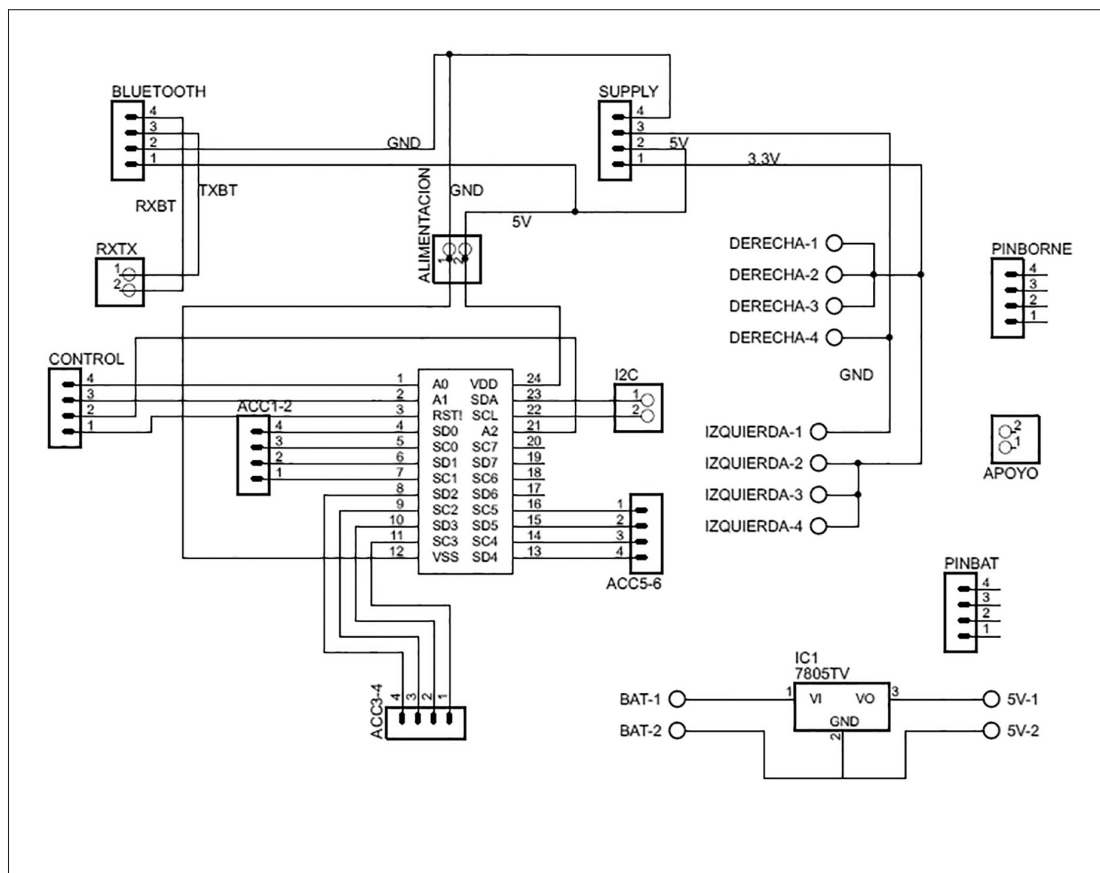 BLUETOOTH
4
3
2
1
GND
RXBT
TXBT
RXTX
1
2
ALIMENTACION
1
2
GND
5V
SUPPLY
4
3
2
1
5V
3.3V
DERECHA-1
DERECHA-2
DERECHA-3
DERECHA-4
GND
IZQUIERDA-1
IZQUIERDA-2
IZQUIERDA-3
IZQUIERDA-4
PINBORNE
4
3
2
1
APOYO
2
1
CONTROL
4
3
2
1
ACC1-2
4
3
2
1
1 A0 VDD 24
2 A1 SDA 23
3 RST! SCL 22
4 SD0 A2 21
5 SC0 SC7 20
6 SD1 SD7 19
7 SC1 SC6 18
8 SD2 SD6 17
9 SC2 SC5 16
10 SD3 SD5 15
11 SC3 SC4 14
12 VSS SD4 13
I2C
1
2
1
2
3
4
ACC5-6
ACC3-4
4
3
2
1
PINBAT
4
3
2
1
IC1
7805TV
BAT-1 1 VI VO 3 5V-1
BAT-2 GND 5V-2
2